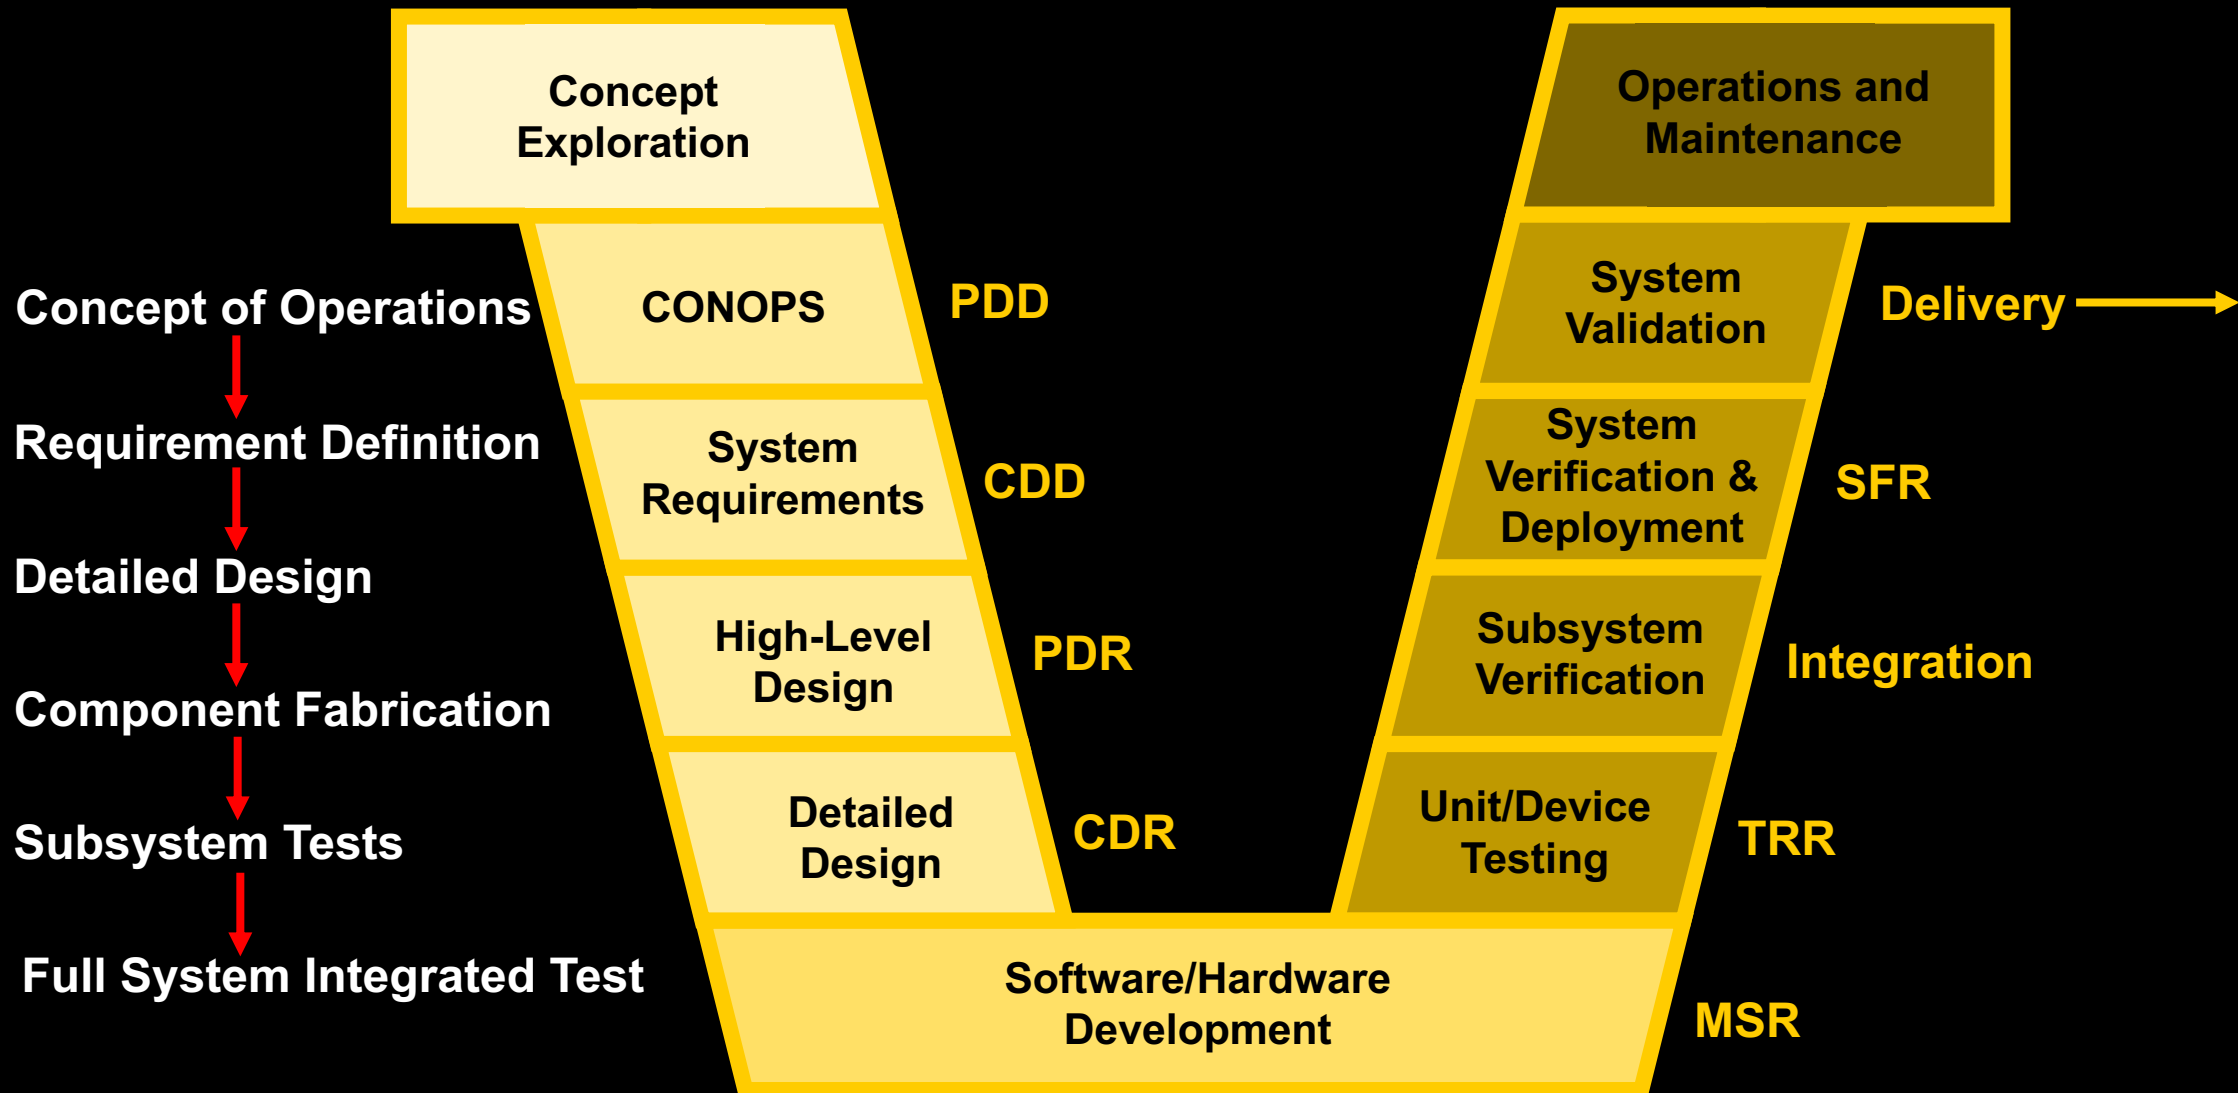 Concept
Exploration
Operations and
Maintenance
Concept of Operations
Requirement Definition
Detailed Design
Component Fabrication
Subsystem Tests
Full System Integrated Test
CONOPS
PDD
System
Requirements
CDD
High-Level
Design
PDR
Detailed
Design
CDR
Software/Hardware
Development
MSR
Unit/Device
Testing
TRR
Subsystem
Verification
Integration
System
Verification &
Deployment
SFR
System
Validation
Delivery